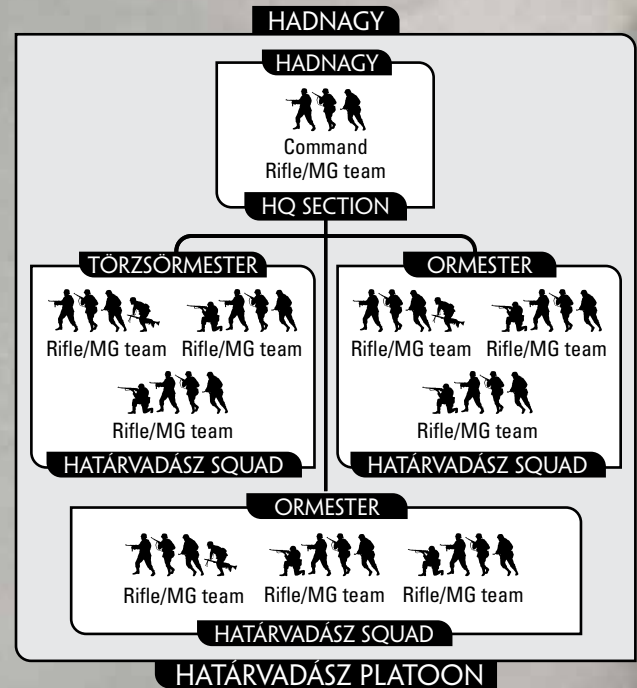 HADNAGY
HADNAGY
Command
Rifle/MG team
HQ SECTION
TÖRZSÖRMESTER
Rifle/MG team Rifle/MG team
Rifle/MG team
HATÁRVADÁSZ SQUAD
ORMESTER
Rifle/MG team Rifle/MG team
Rifle/MG team
HATÁRVADÁSZ SQUAD
ORMESTER
Rifle/MG team Rifle/MG team Rifle/MG team
HATÁRVADÁSZ SQUAD
HATÁRVADÁSZ PLATOON